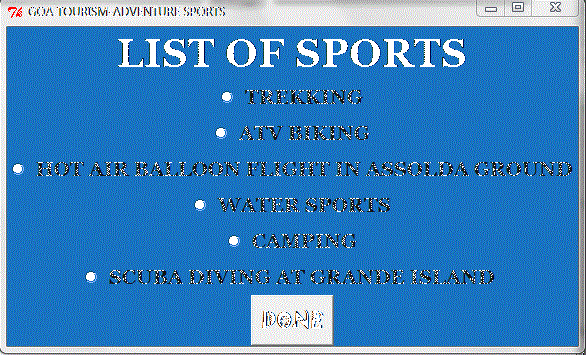 GOA TOURISM: ADVENTURE SPORTS
LIST OF SPORTS
TREKKING
ATV BIKING
HOT AIR BALLOON FLIGHT IN ASSOLDA GROUND
WATER SPORTS
CAMPING
SCUBA DIVING AT GRANDE ISLAND
DONE